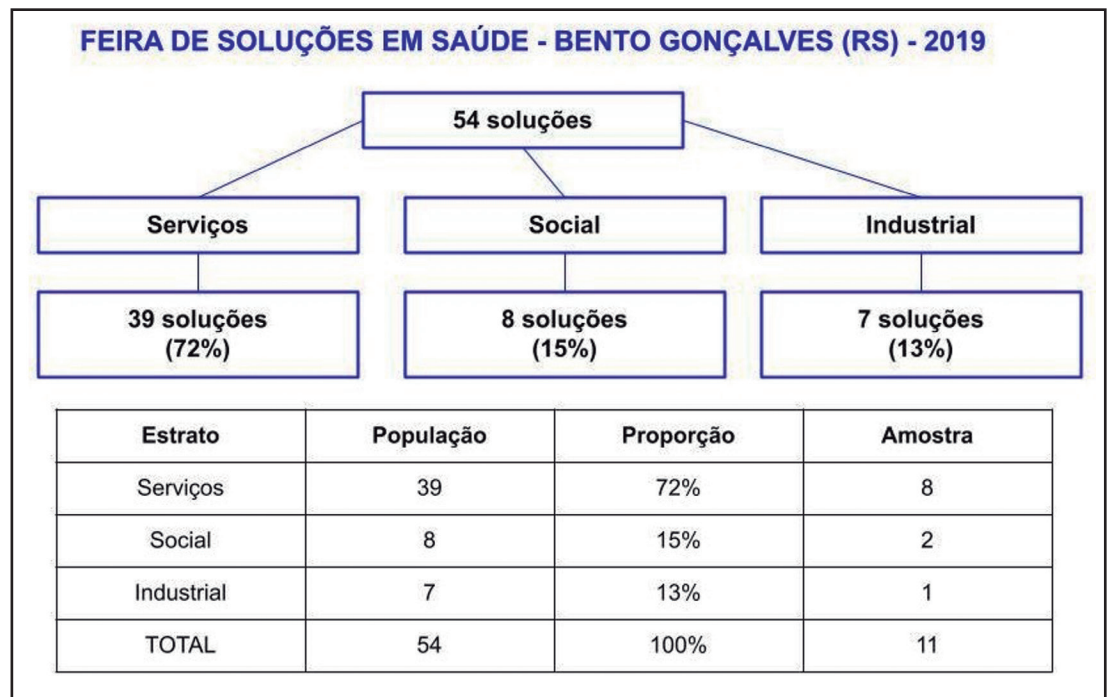 FEIRA DE SOLUÇÕES EM SAÚDE - BENTO GONÇALVES (RS) - 2019
54 soluções
Serviços
Social
Industrial
39 soluções
(72%)
8 soluções
(15%)
7 soluções
(13%)
Estrato População Proporção Amostra
Serviços 39 72% 8
Social 8 15% 2
Industrial 7 13% 1
TOTAL 54 100% 11